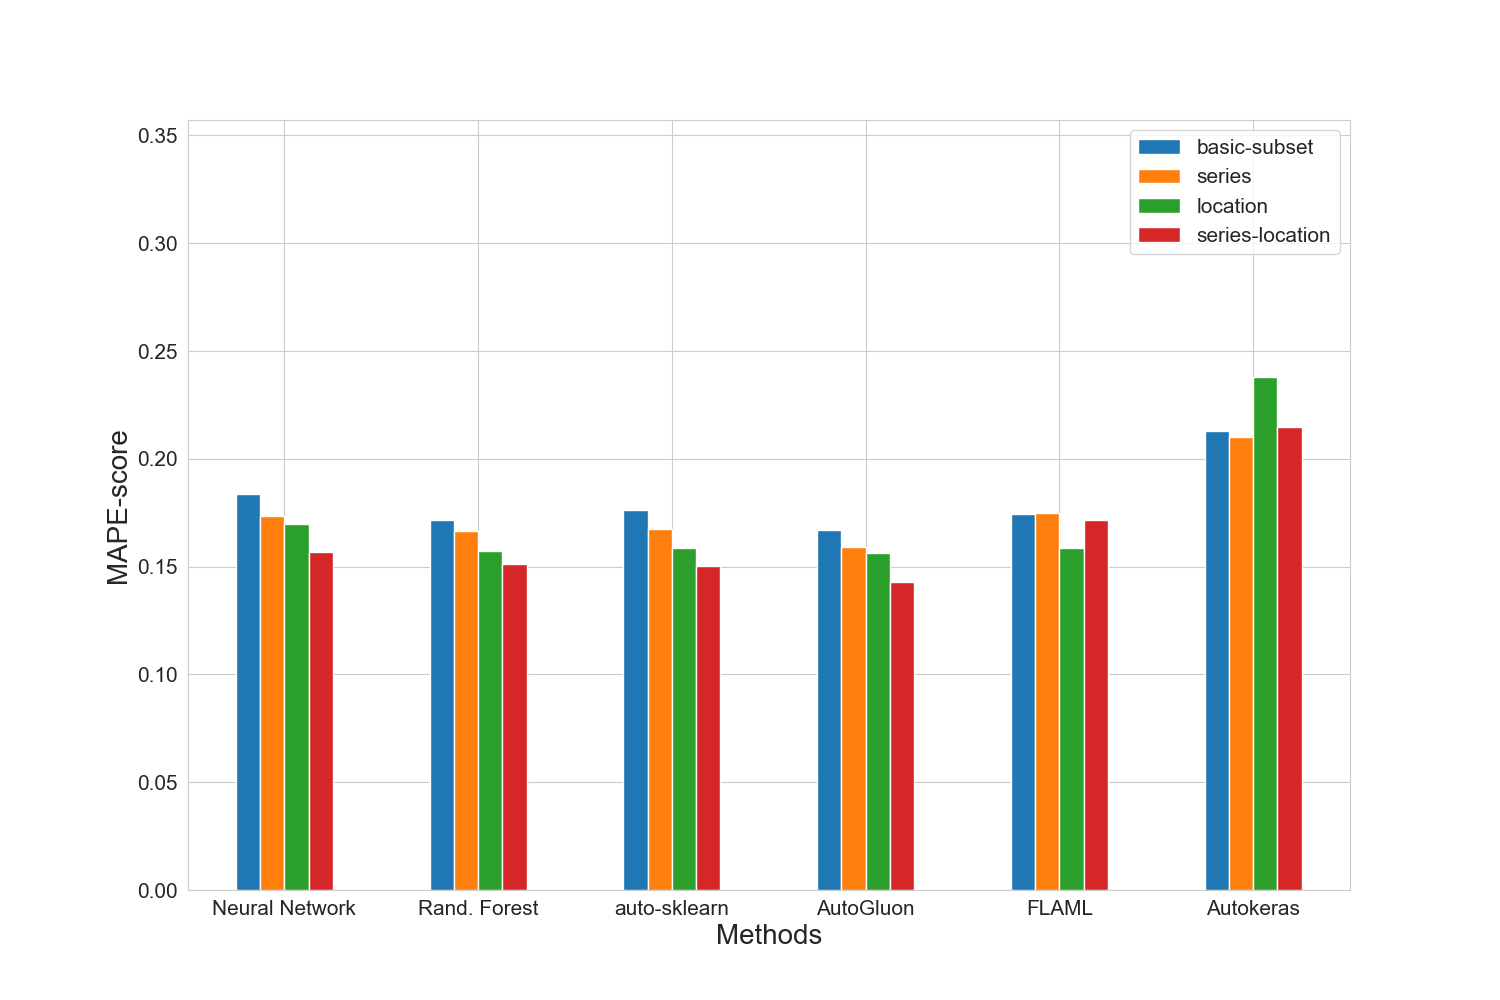 0.35
0.30
0.25
0.20
0.15
0.10
0.05
0.00
MAPE-score
basic-subset
series
location
series-location
Neural Network Rand. Forest auto-sklearn AutoGluon FLAML Autokeras
Methods